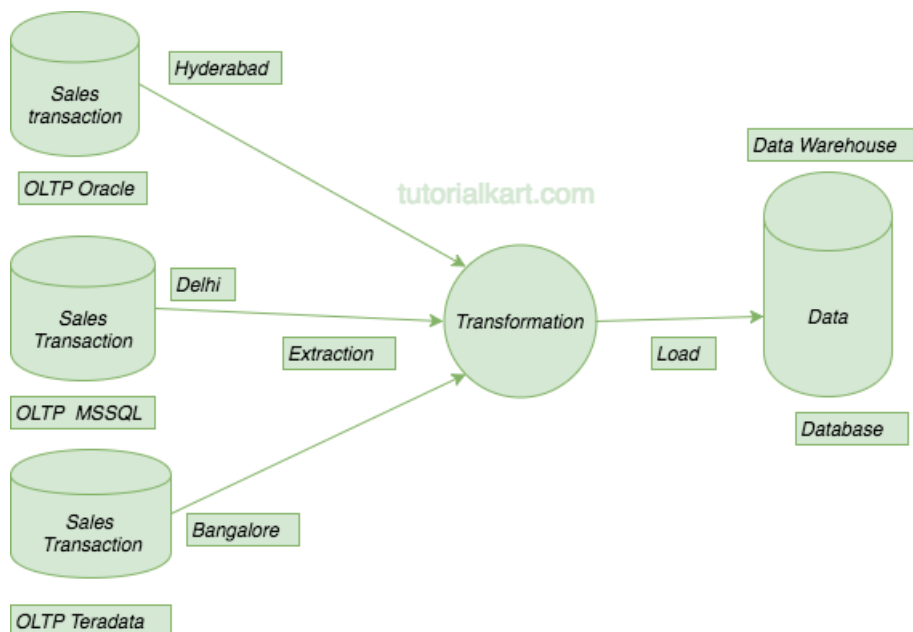 Hyderabad
Sales
transaction
OLTP Oracle
Data Warehouse
tutorialkart.com
Delhi
Sales
Transaction
Extraction
OLTP MSSQL
Transformation
Load
Data
Database
Sales
Transaction
Bangalore
OLTP Teradata